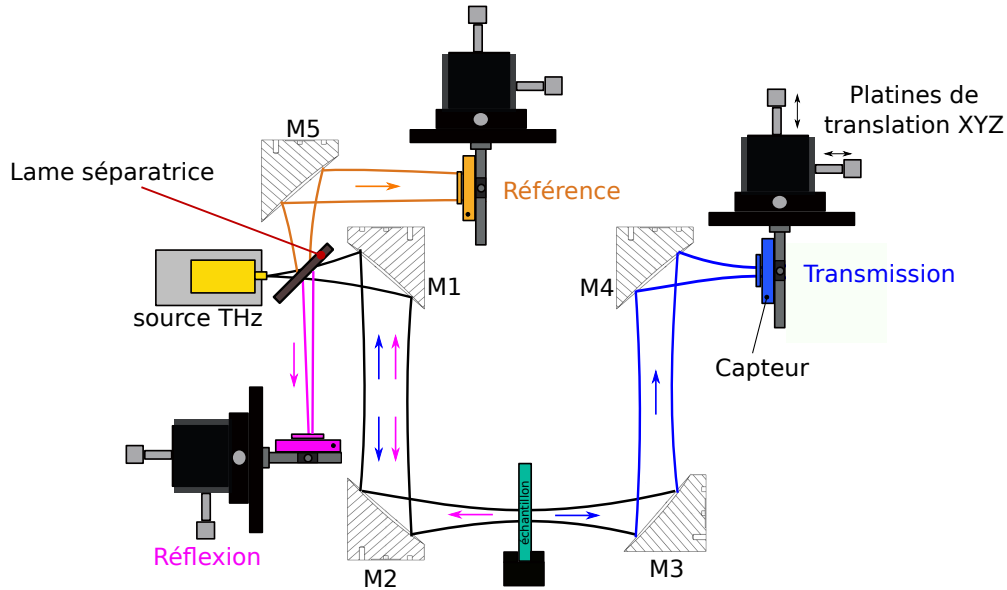 Platines de
translation XYZ
M5
Lame séparatrice
Référence
M1
M4
Transmission
source THz
Capteur
échantillon
Réflexion
M2
M3